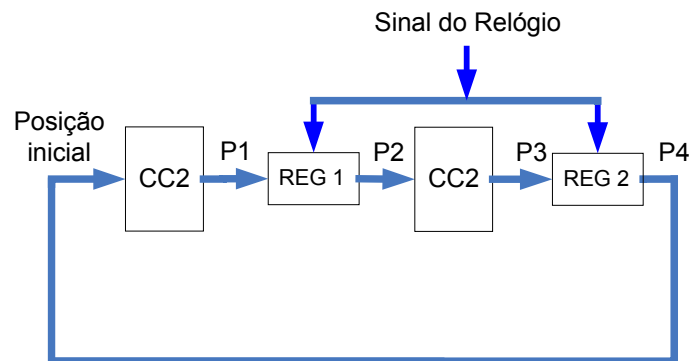 Sinal do Relógio
Posição
inicial
CC2
P1
REG 1
P2
CC2
P3
REG 2
P4